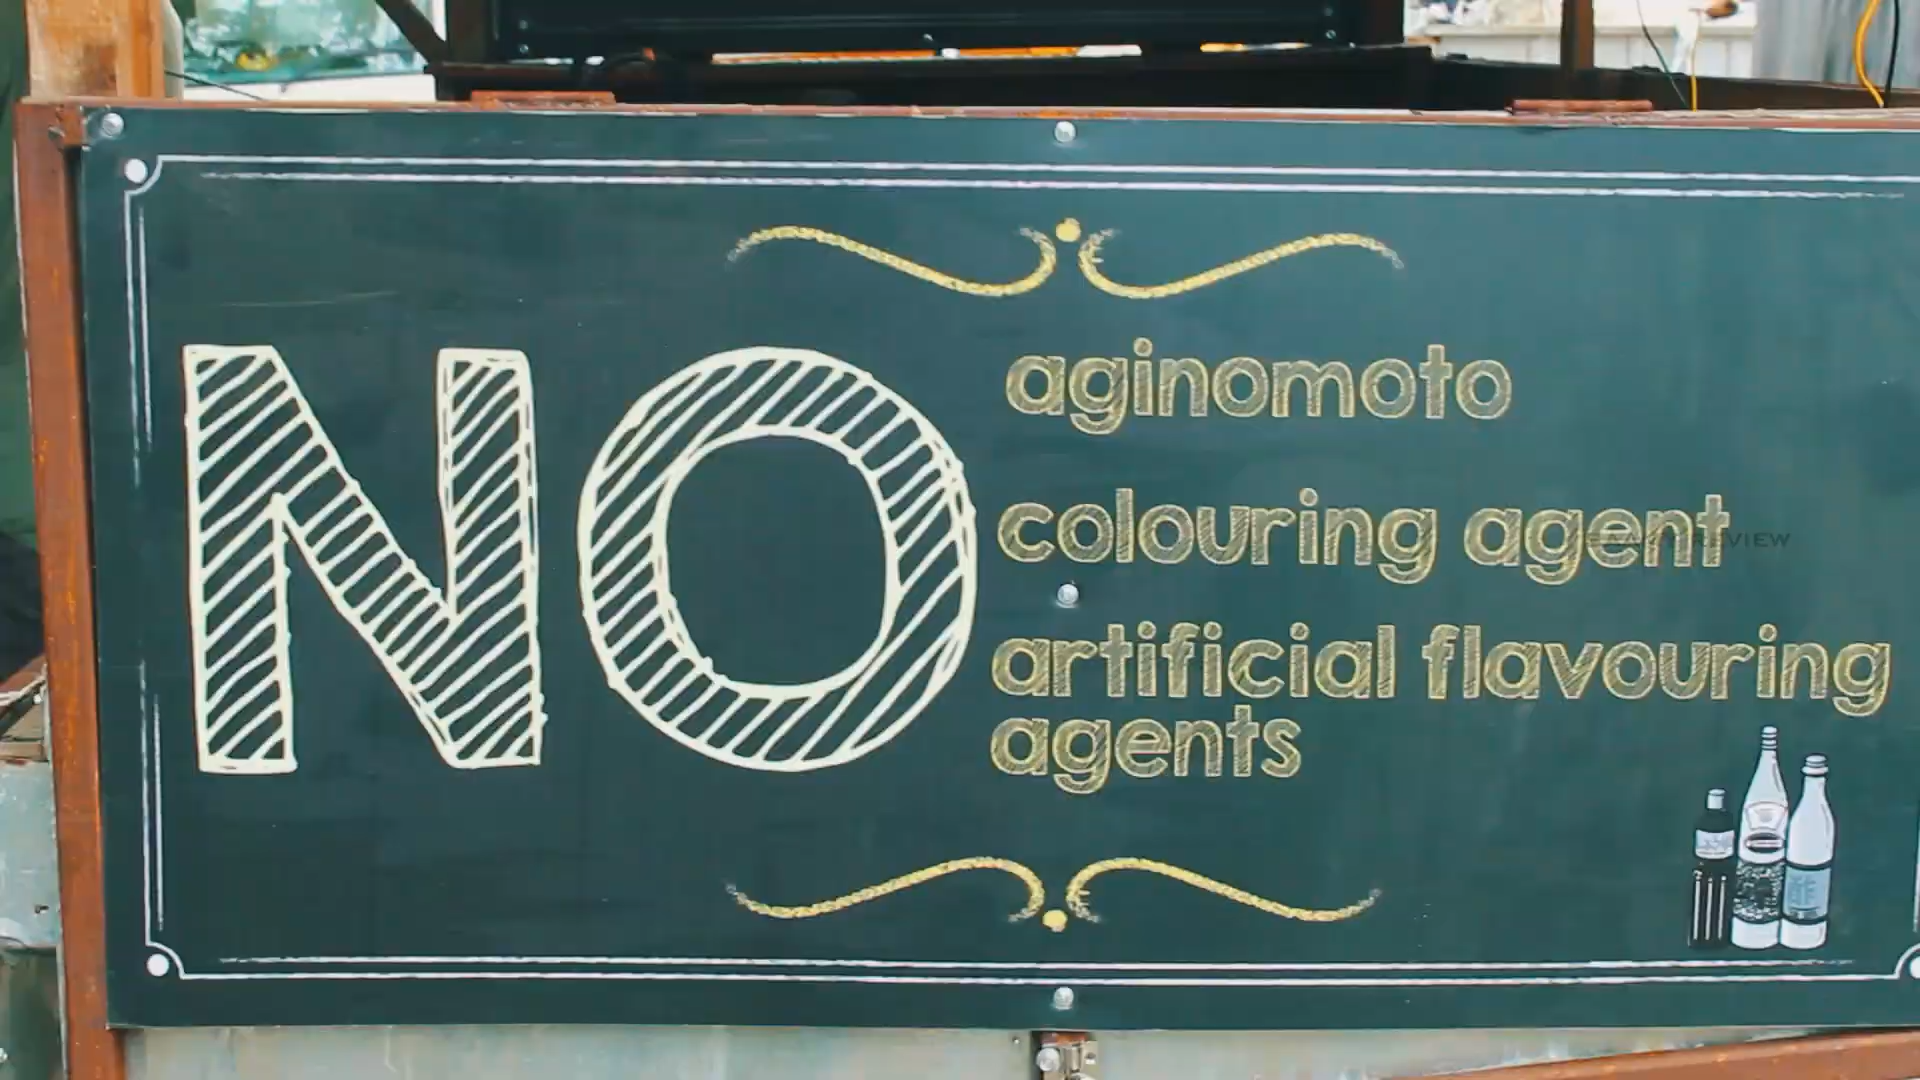 NO
aginomoto
colouring agent
artificial flavouring
agents